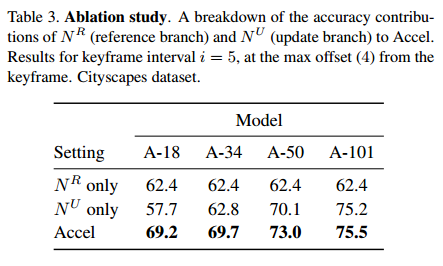 Table 3. Ablation study. A breakdown of the accuracy contribu-
tions of N^R (reference branch) and N^U (update branch) to Accel.
Results for keyframe interval i = 5, at the max offset (4) from the
keyframe. Cityscapes dataset.
Model
Setting A-18 A-34 A-50 A-101
N^R only 62.4 62.4 62.4 62.4
N^U only 57.7 62.8 70.1 75.2
Accel 69.2 69.7 73.0 75.5